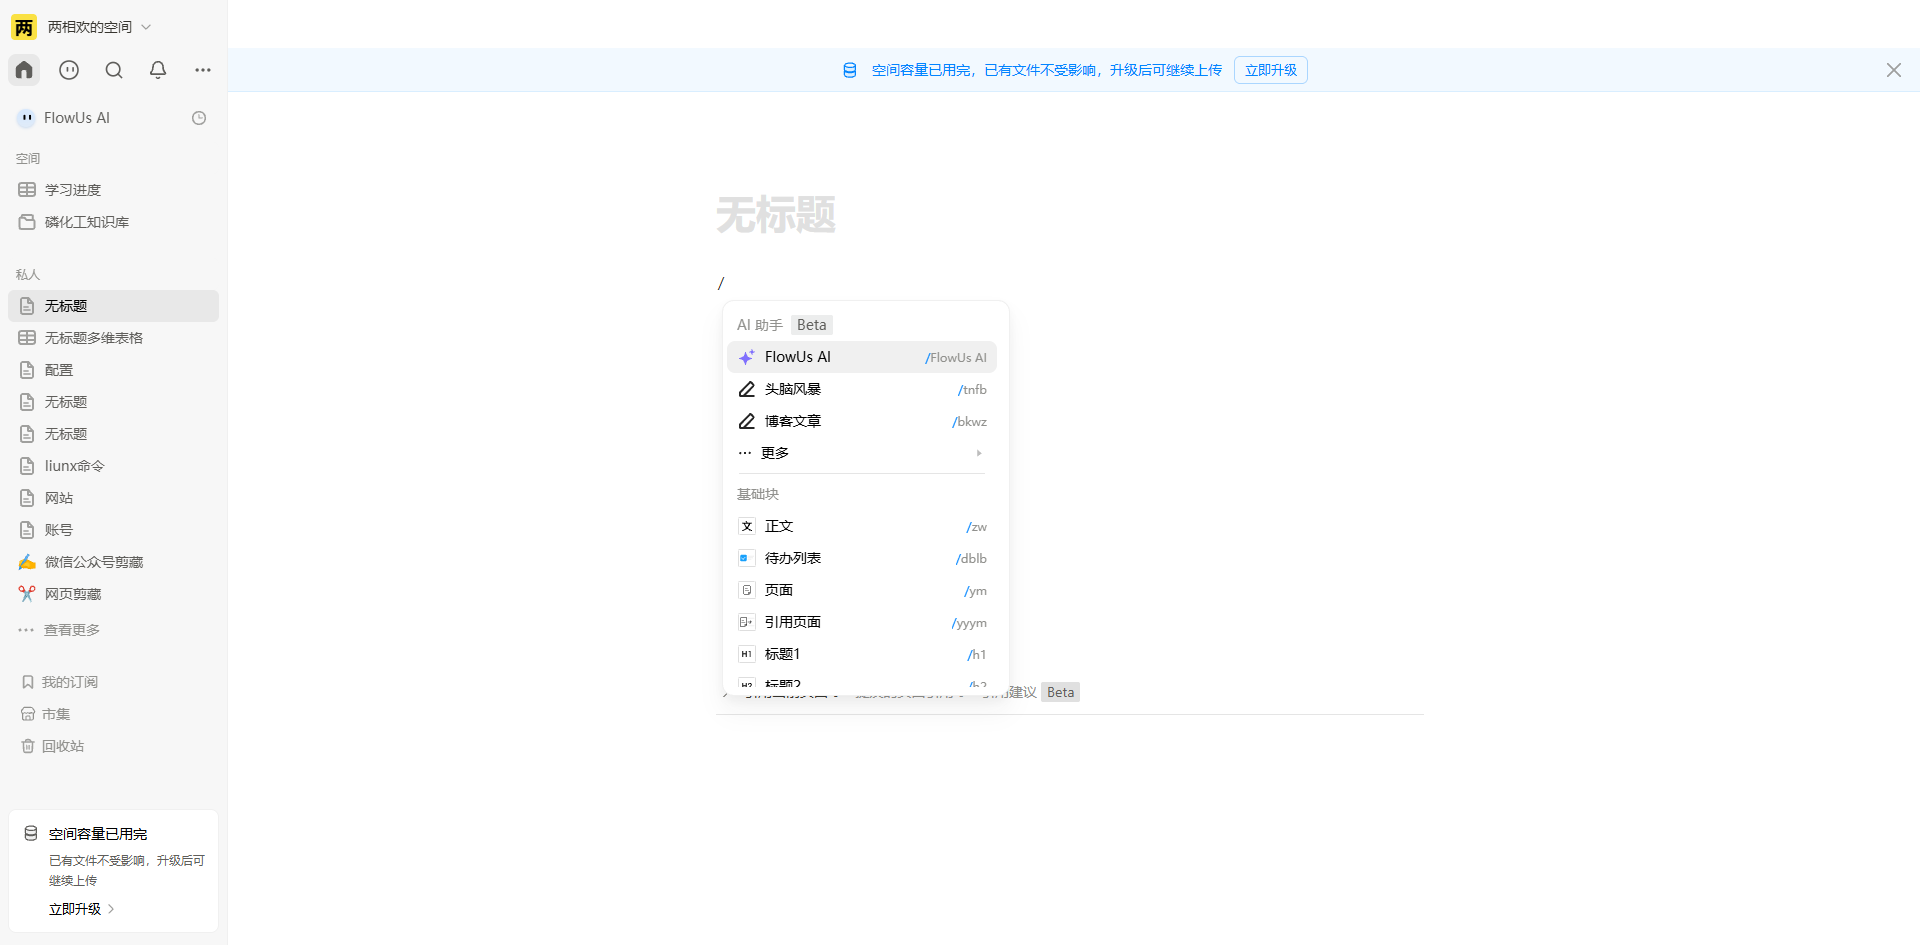 两 两相欢的空间
空间容量已用完，已有文件不受影响，升级后可继续上传 立即升级
FlowUs AI
空间
学习进度
磷化工知识库
私人
无标题
无标题多维表格
配置
无标题
无标题
liunx命令
网站
账号
微信公众号剪藏
网页剪藏
查看更多
我的订阅
市集
回收站
空间容量已用完
已有文件不受影响，升级后可
继续上传
立即升级
无标题
/
AI 助手 Beta
FlowUs AI /FlowUs AI
头脑风暴 /tnfb
博客文章 /bkwz
更多
基础块
文 正文 /zw
待办列表 /dblb
页面 /ym
引用页面 /yyym
H1 标题1 /h1
H2 标题2 /h2
建议 Beta